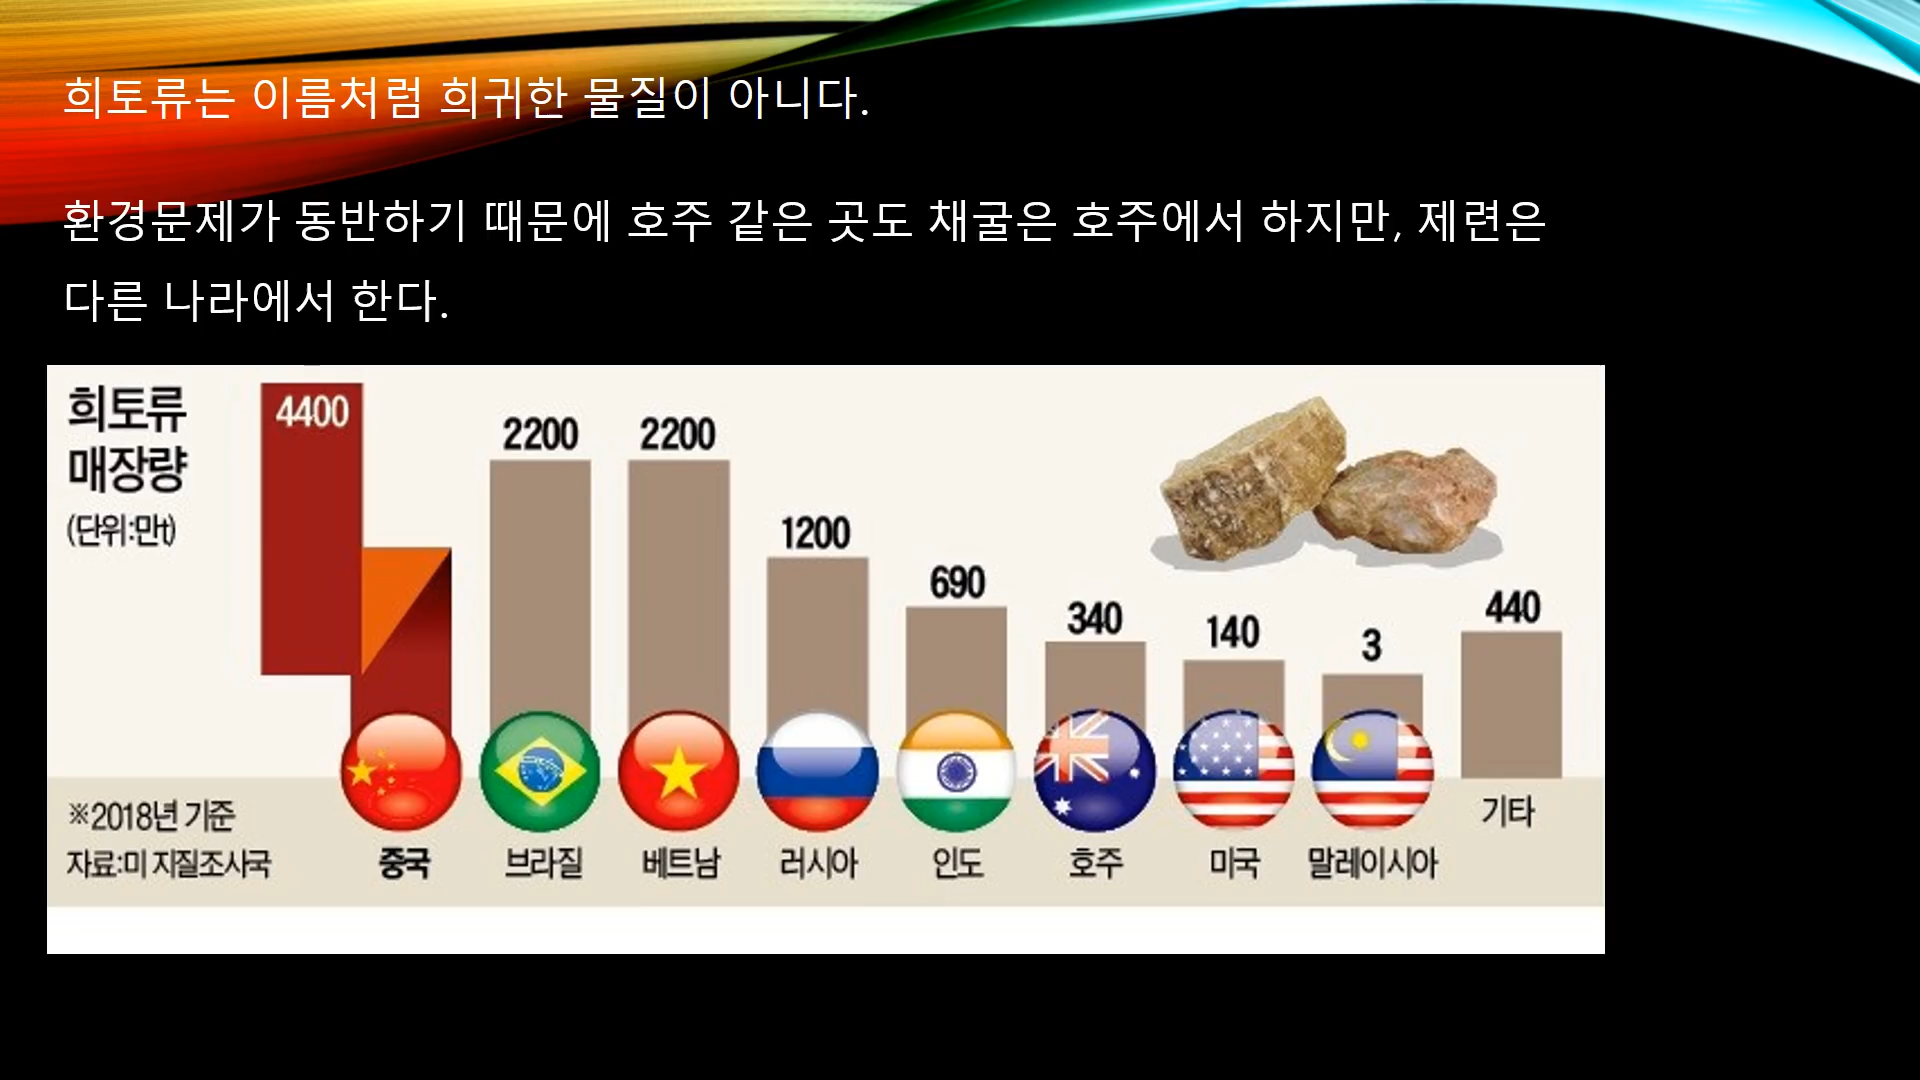 희토류는 이름처럼 희귀한 물질이 아니다.
환경문제가 동반하기 때문에 호주 같은 곳도 채굴은 호주에서 하지만, 제련은
다른 나라에서 한다.
희토류
매장량
(단위:만t)
4400
2200
2200
1200
690
340
140
3
440
※2018년 기준
자료:미 지질조사국
중국
브라질
베트남
러시아
인도
호주
미국
말레이시아
기타